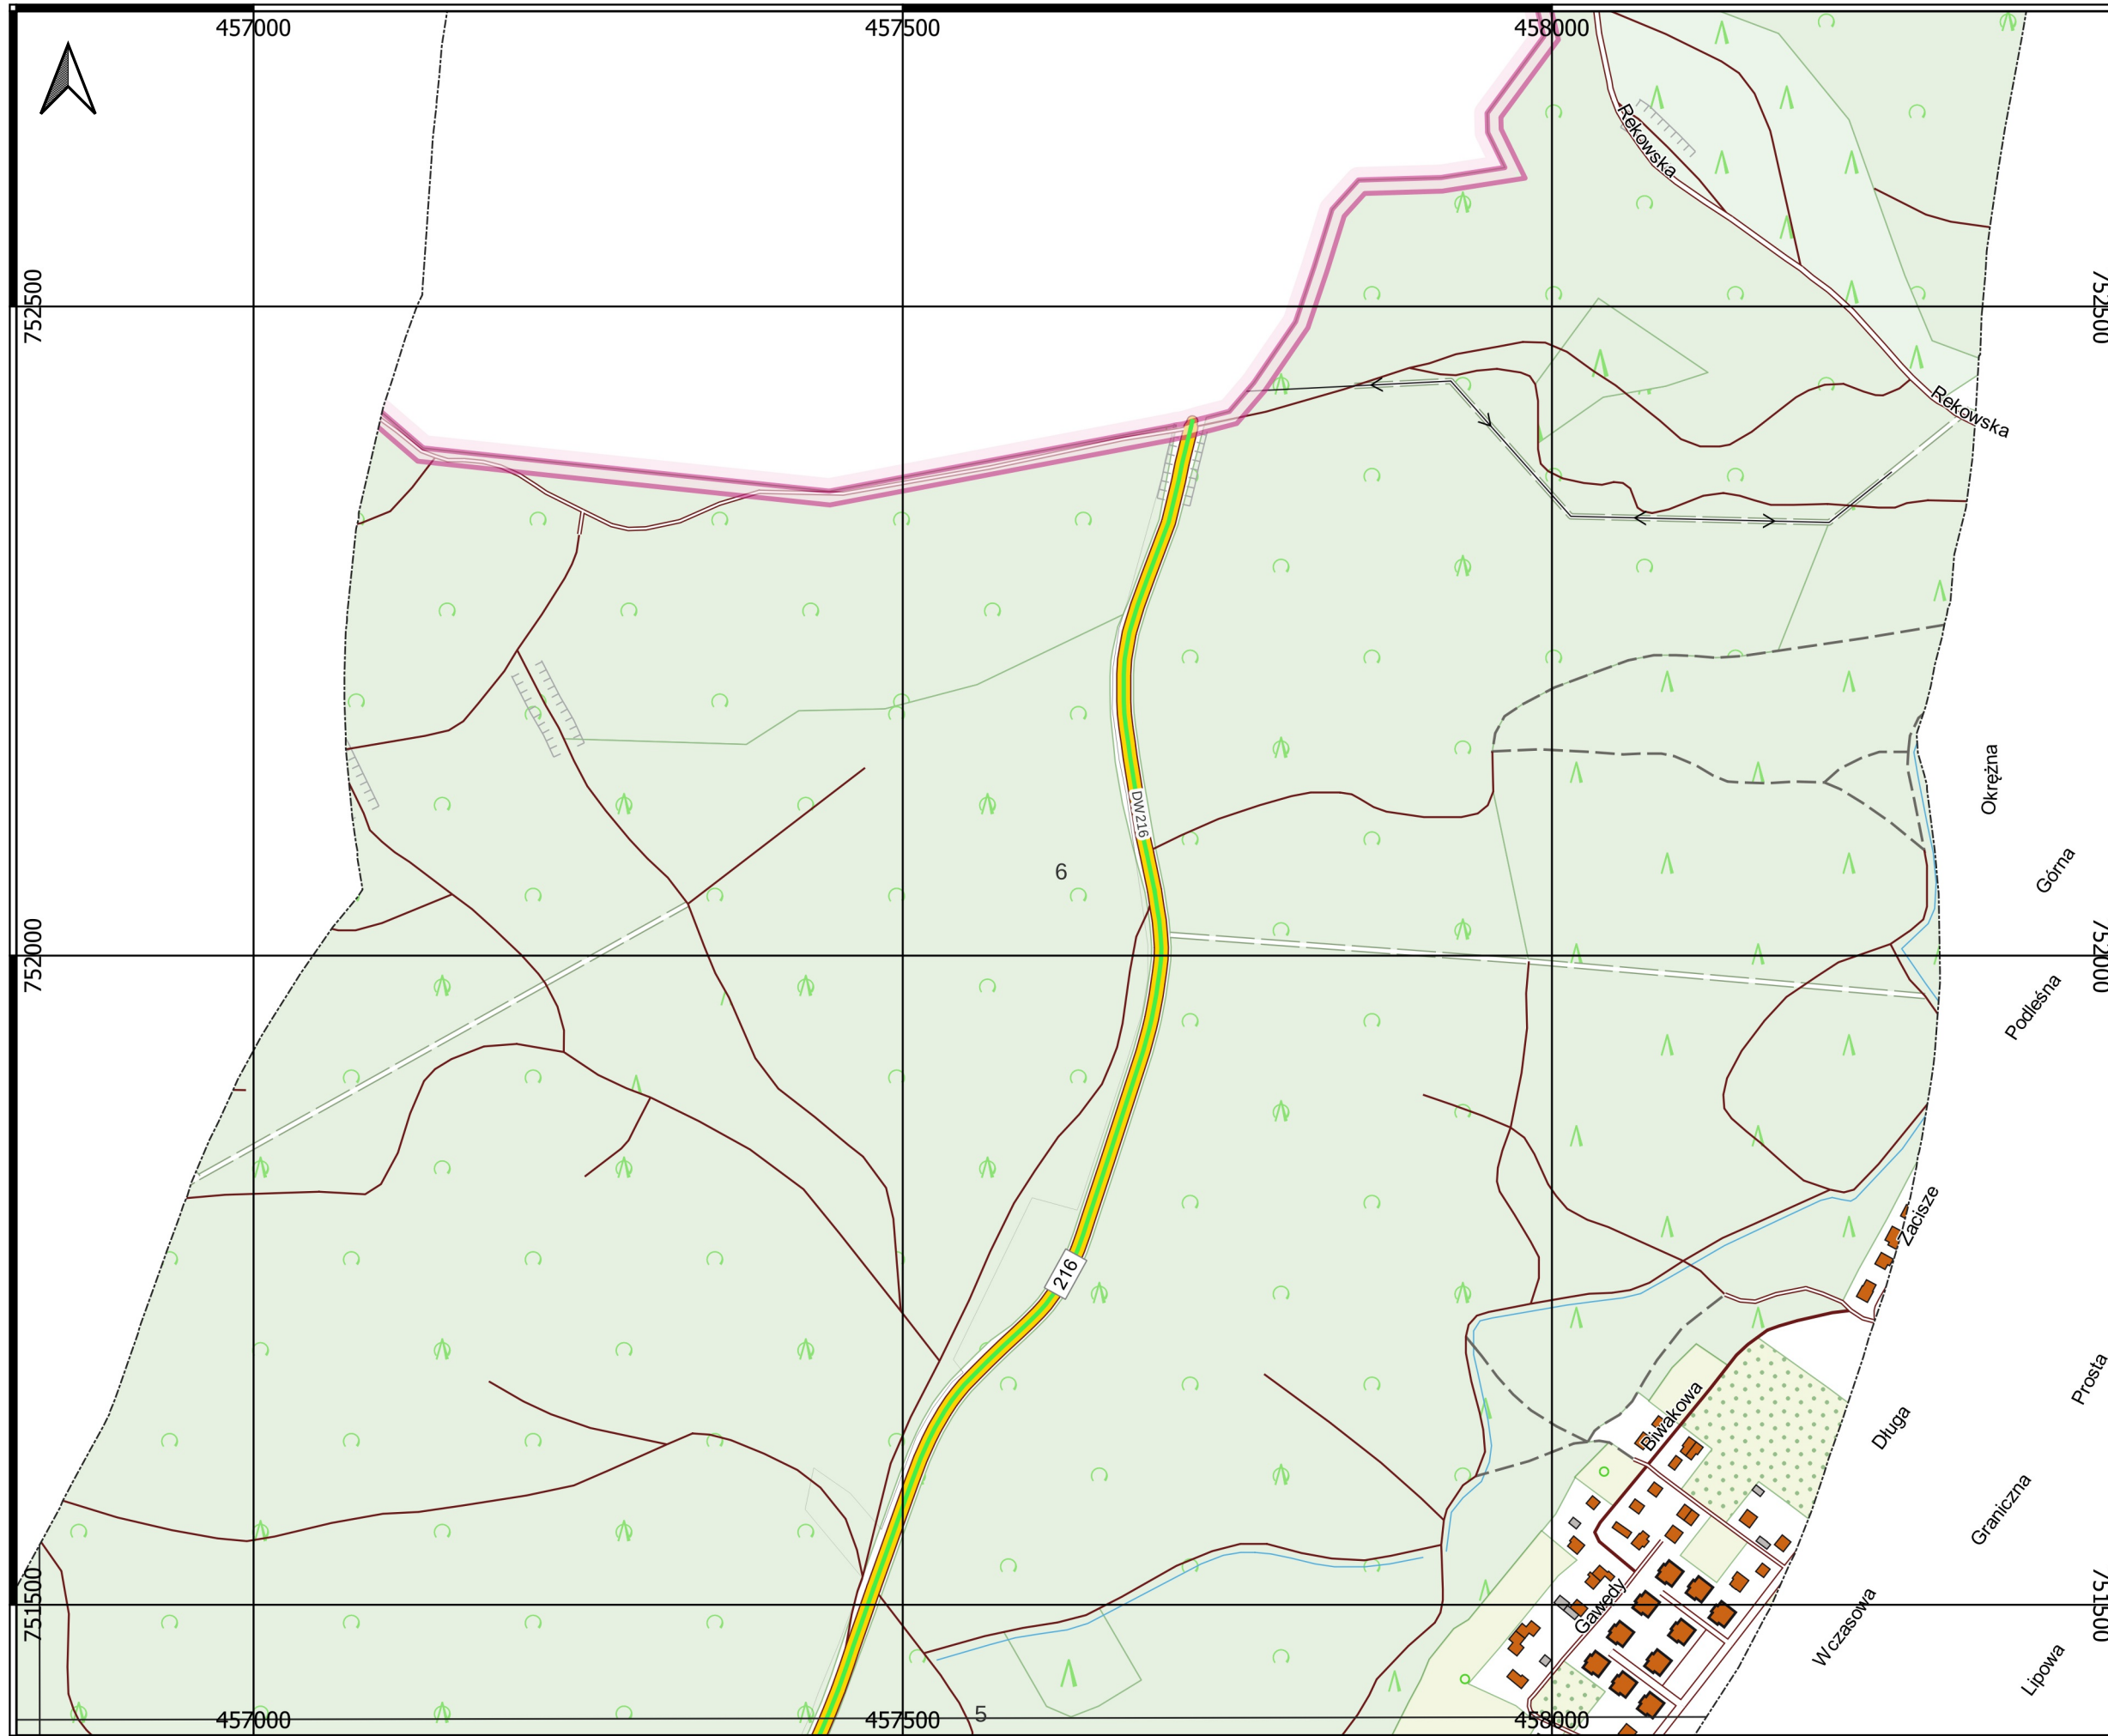 457000
457500
458000
Rekowska
752500
752500
Rekowska
Okrężna
DW216
6
Górna
752000
752000
Podleśna
Zacisze
216
Prosta
Biwakowa
Długa
Graniczna
751500
751500
Gawędy
Wczasowa
Lipowa
5
457000
457500
458000